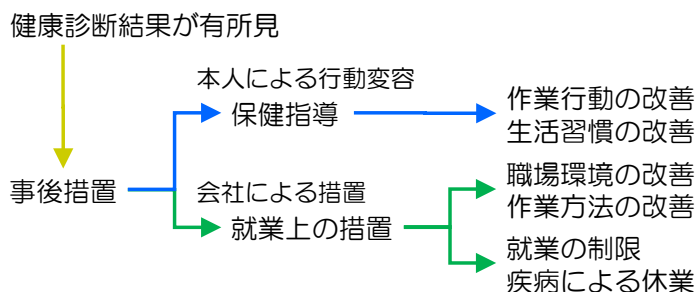 健康診断結果が有所見
本人による行動変容
保健指導
作業行動の改善
生活習慣の改善
事後措置
会社による措置
就業上の措置
職場環境の改善
作業方法の改善
就業の制限
疾病による休業